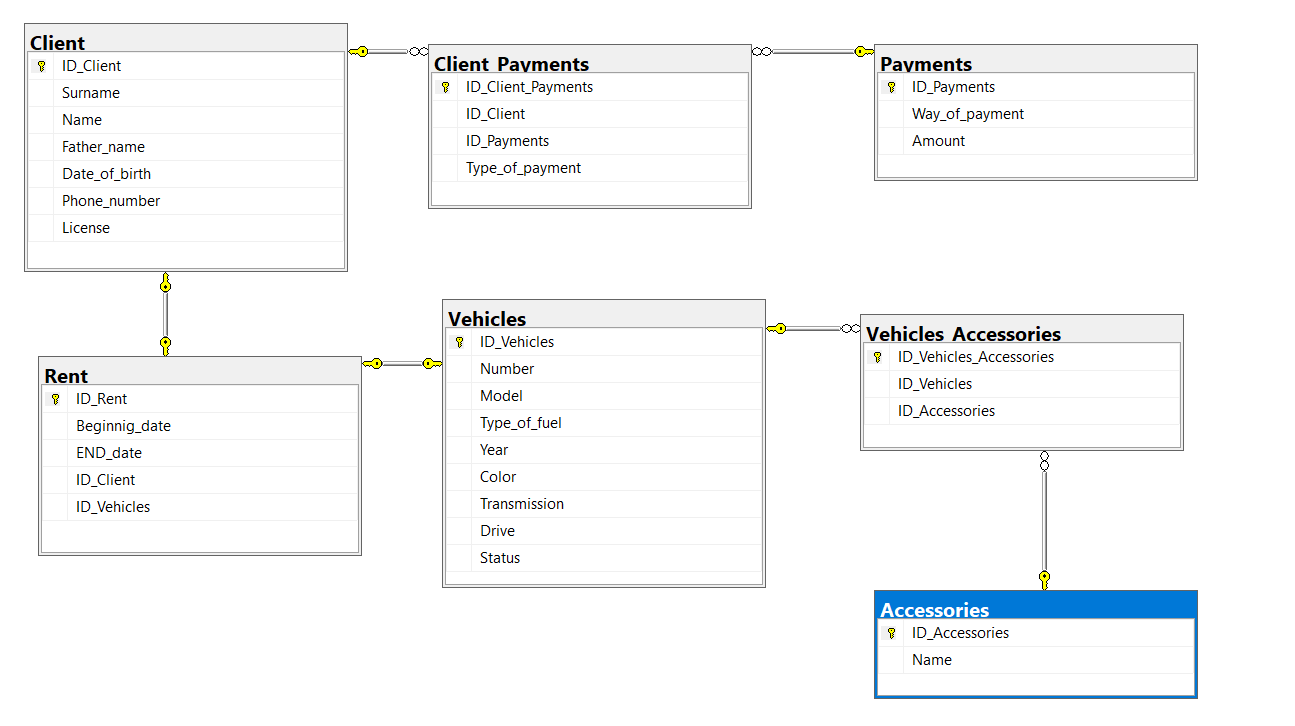 Client
ID_Client
Surname
Name
Father_name
Date_of_birth
Phone_number
License
Client_Payments
ID_Client_Payments
ID_Client
ID_Payments
Type_of_payment
Payments
ID_Payments
Way_of_payment
Amount
Rent
ID_Rent
Beginnig_date
END_date
ID_Client
ID_Vehicles
Vehicles
ID_Vehicles
Number
Model
Type_of_fuel
Year
Color
Transmission
Drive
Status
Vehicles_Accessories
ID_Vehicles_Accessories
ID_Vehicles
ID_Accessories
Accessories
ID_Accessories
Name